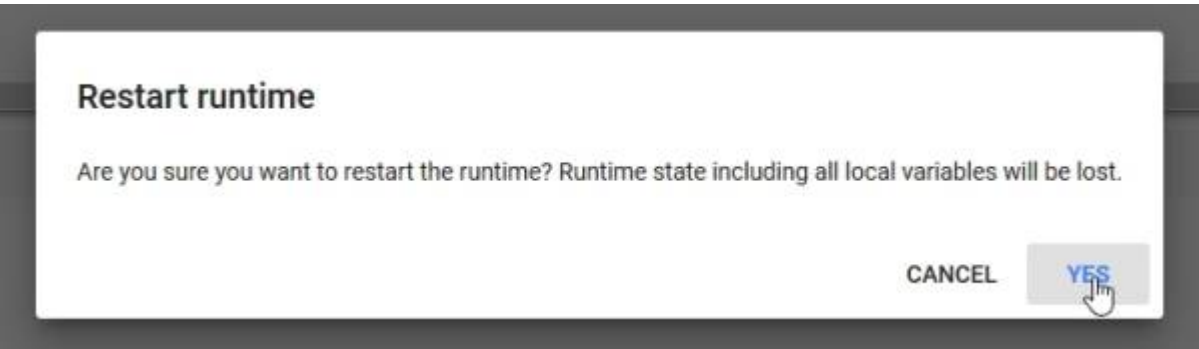 Restart runtime
Are you sure you want to restart the runtime? Runtime state including all local variables will be lost.
CANCEL YES